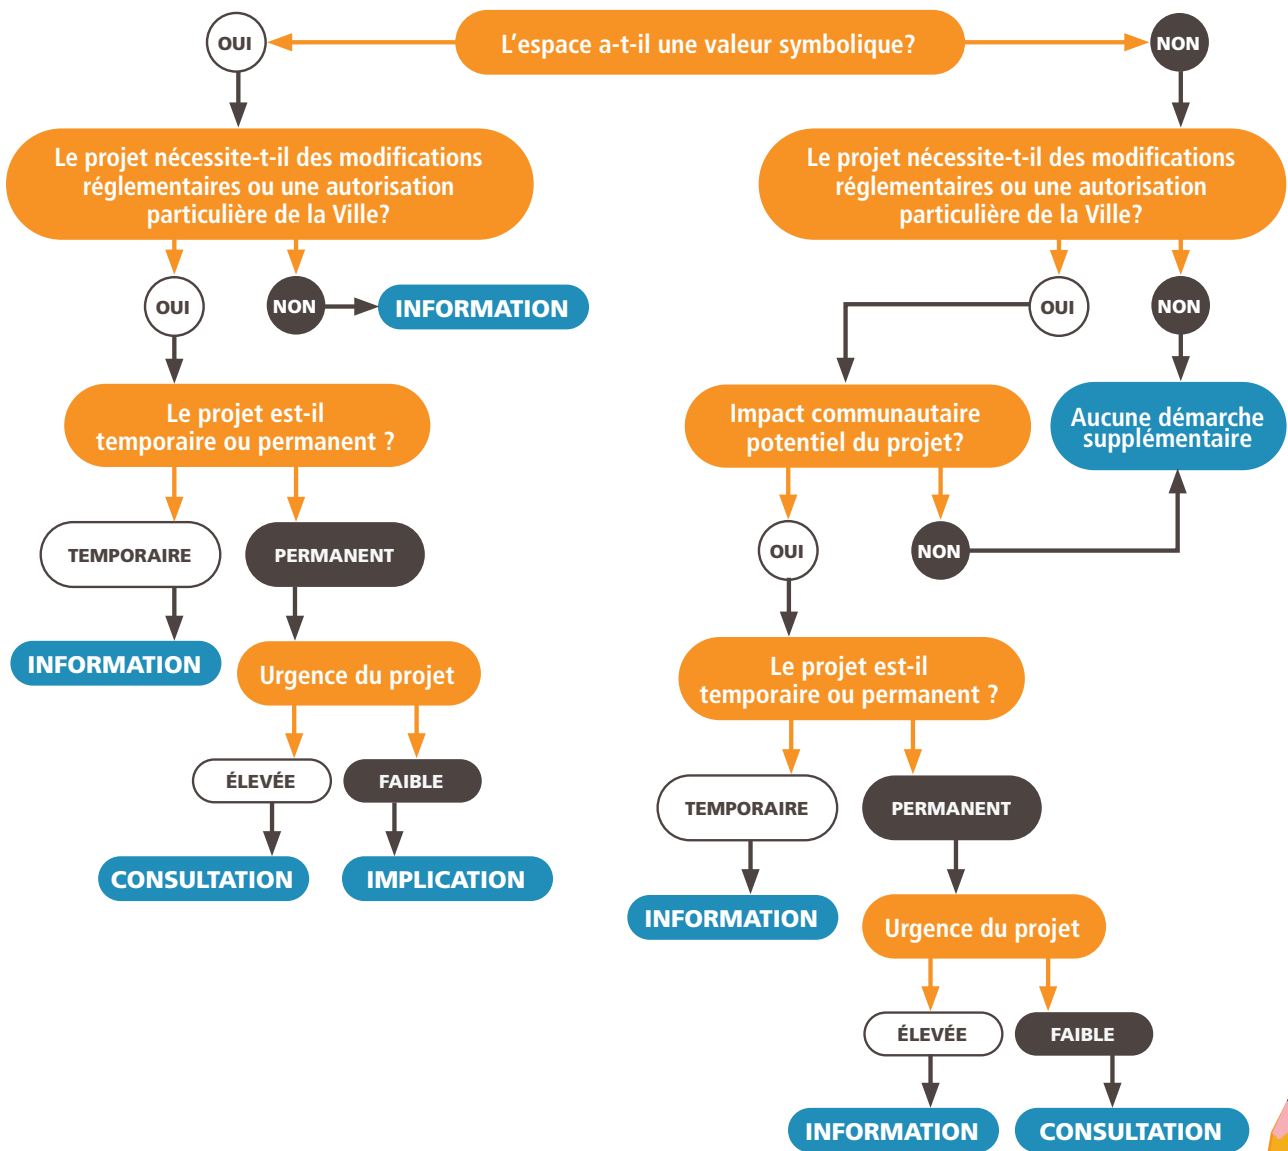 OUI
L'espace a-t-il une valeur symbolique?
NON
Le projet nécessite-t-il des modifications
réglementaires ou une autorisation
particulière de la Ville?
Le projet nécessite-t-il des modifications
réglementaires ou une autorisation
particulière de la Ville?
OUI
NON
INFORMATION
OUI
NON
Le projet est-il
temporaire ou permanent ?
Impact communautaire
potentiel du projet?
Aucune démarche
supplémentaire
TEMPORAIRE
PERMANENT
OUI
NON
INFORMATION
Urgence du projet
Le projet est-il
temporaire ou permanent ?
ÉLEVÉE
FAIBLE
TEMPORAIRE
PERMANENT
CONSULTATION
IMPLICATION
INFORMATION
Urgence du projet
ÉLEVÉE
FAIBLE
INFORMATION
CONSULTATION